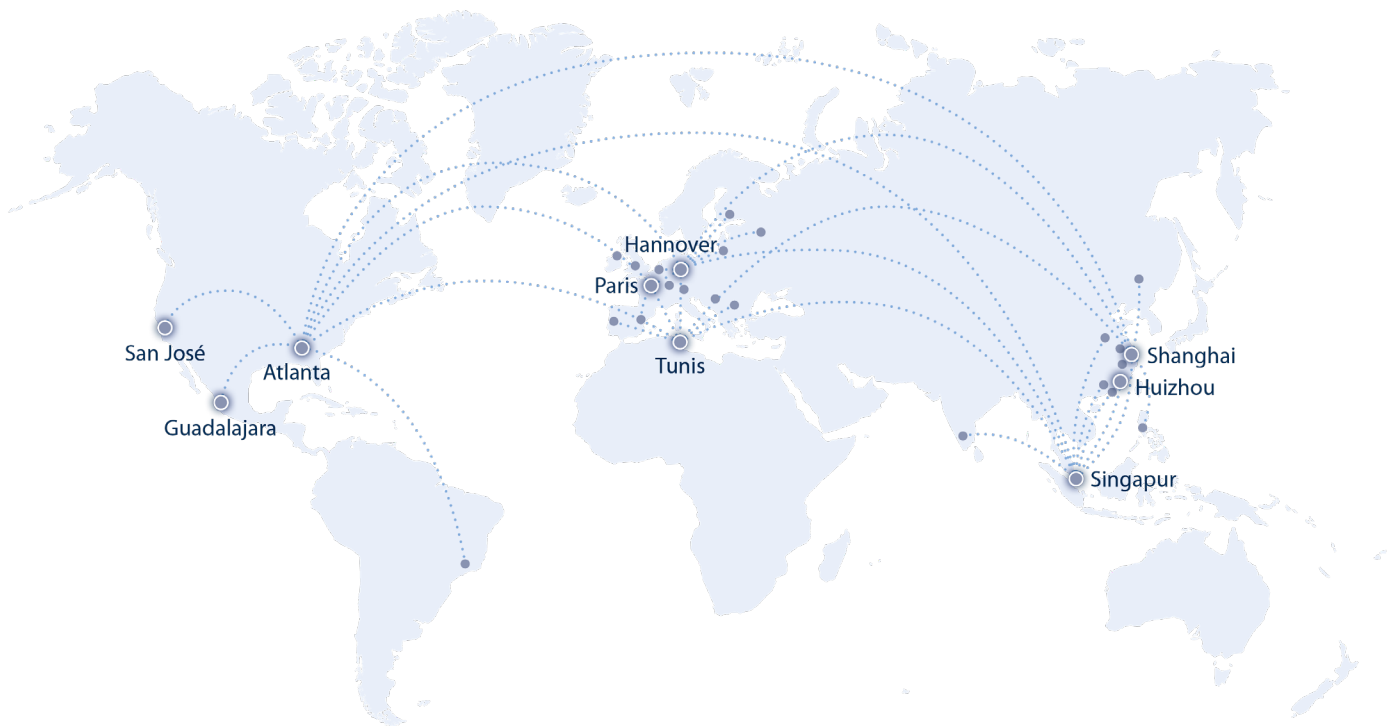 Hannover
Paris
San José
Atlanta
Tunis
Shanghai
Huizhou
Guadalajara
Singapur